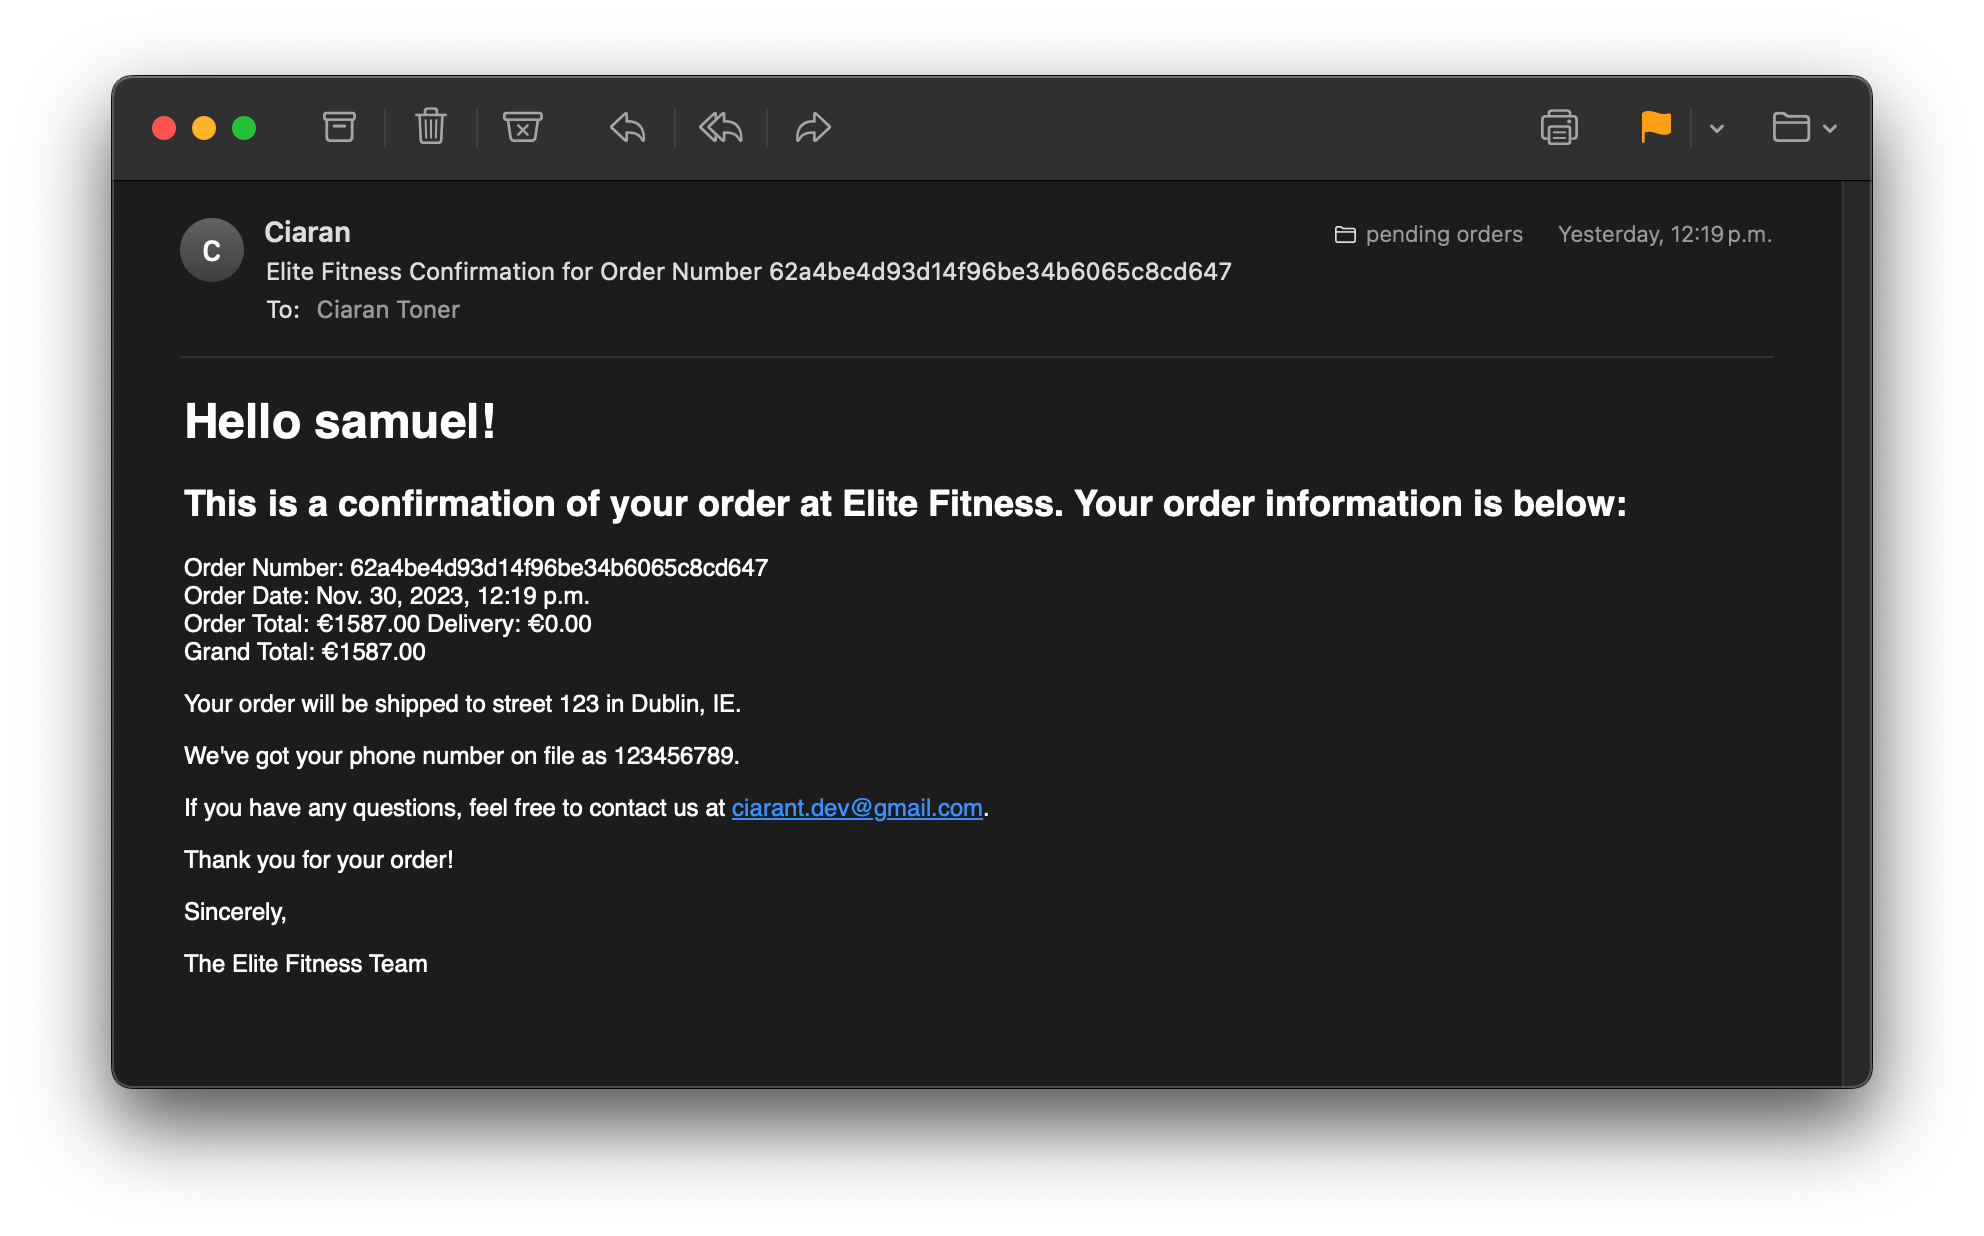 C
Ciaran
pending orders
Yesterday, 12:19 p.m.
Elite Fitness Confirmation for Order Number 62a4be4d93d14f96be34b6065c8cd647
To: Ciaran Toner
Hello samuel!
This is a confirmation of your order at Elite Fitness. Your order information is below:
Order Number: 62a4be4d93d14f96be34b6065c8cd647
Order Date: Nov. 30, 2023, 12:19 p.m.
Order Total: €1587.00 Delivery: €0.00
Grand Total: €1587.00
Your order will be shipped to street 123 in Dublin, IE.
We've got your phone number on file as 123456789.
If you have any questions, feel free to contact us at ciarant.dev@gmail.com.
Thank you for your order!
Sincerely,
The Elite Fitness Team